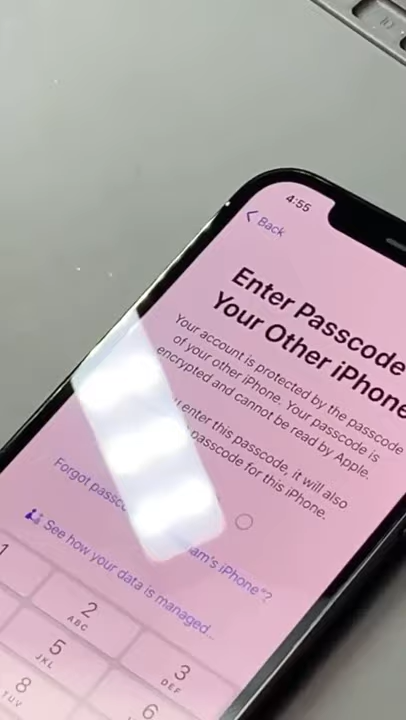 4:55
Back
Enter Passcode
Your Other iPhone
Your account is protected by the passcode
of your other iPhone. Your passcode is
encrypted and cannot be read by Apple.
enter this passcode, it will also
passcode for this iPhone.
Forgot iPhone"?
See how your data is managed...
1
2
ABC
3
DEF
5
JKL
6
8
TUV